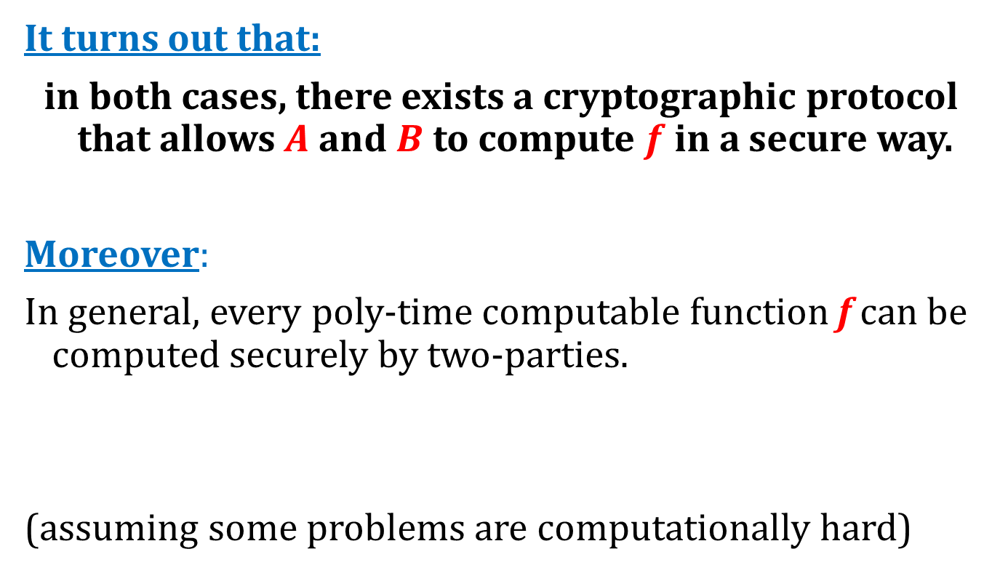 It turns out that:
in both cases, there exists a cryptographic protocol
that allows A and B to compute f in a secure way.
Moreover:
In general, every poly-time computable function f can be
computed securely by two-parties.
(assuming some problems are computationally hard)